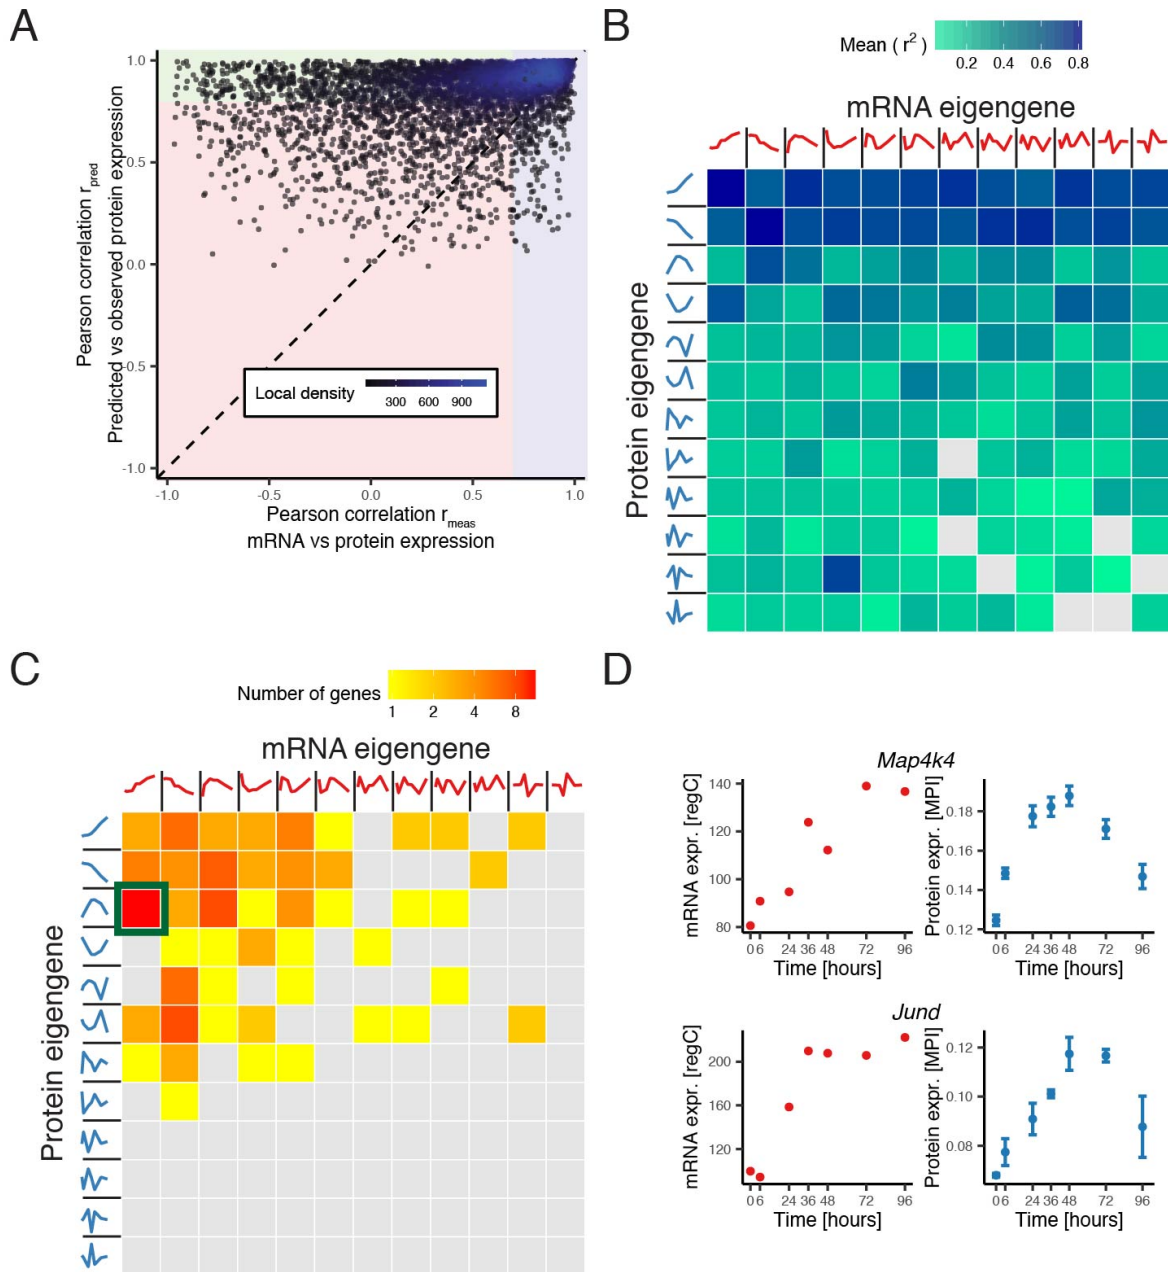 A
Pearson correlation rpred
Predicted vs observed protein expression
1.0
0.5
0.0
-0.5
-1.0
Local density
300 600 900
-1.0 -0.5 0.0 0.5 1.0
Pearson correlation rmeas
mRNA vs protein expression
B
Mean ( r2 )
0.2 0.4 0.6 0.8
mRNA eigengene
Protein eigengene
C
Number of genes
1 2 4 8
mRNA eigengene
Protein eigengene
D
Map4k4
mRNA expr. [regC]
140
120
100
80
0 6 24 36 48 72 96
Time [hours]
Protein expr. [MPI]
0.18
0.16
0.14
0.12
0 6 24 36 48 72 96
Time [hours]
Jund
mRNA expr. [regC]
200
160
120
0 6 24 36 48 72 96
Time [hours]
Protein expr. [MPI]
0.12
0.10
0.08
0 6 24 36 48 72 96
Time [hours]